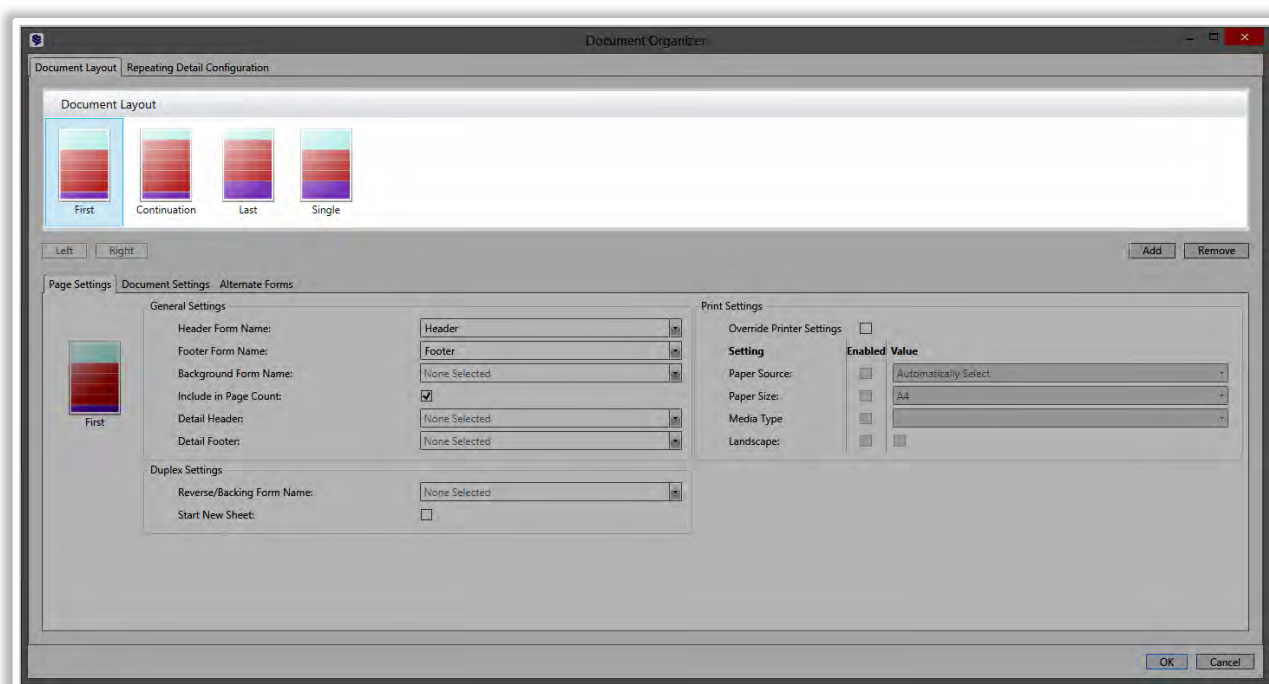 Document Organizer
Document Layout Repeating Detail Configuration
Document Layout
First Continuation Last Single
Left Right Add Remove
Page Settings Document Settings Alternate Forms
General Settings Print Settings
Header Form Name: Header Override Printer Settings
Footer Form Name: Footer Setting Enabled Value
Background Form Name: None Selected Paper Source: Automatically Select
Include in Page Count: Paper Size: A4
Detail Header: None Selected Media Type
First
Detail Footer: None Selected Landscape:
Duplex Settings
Reverse/Backing Form Name: None Selected
Start New Sheet:
OK Cancel